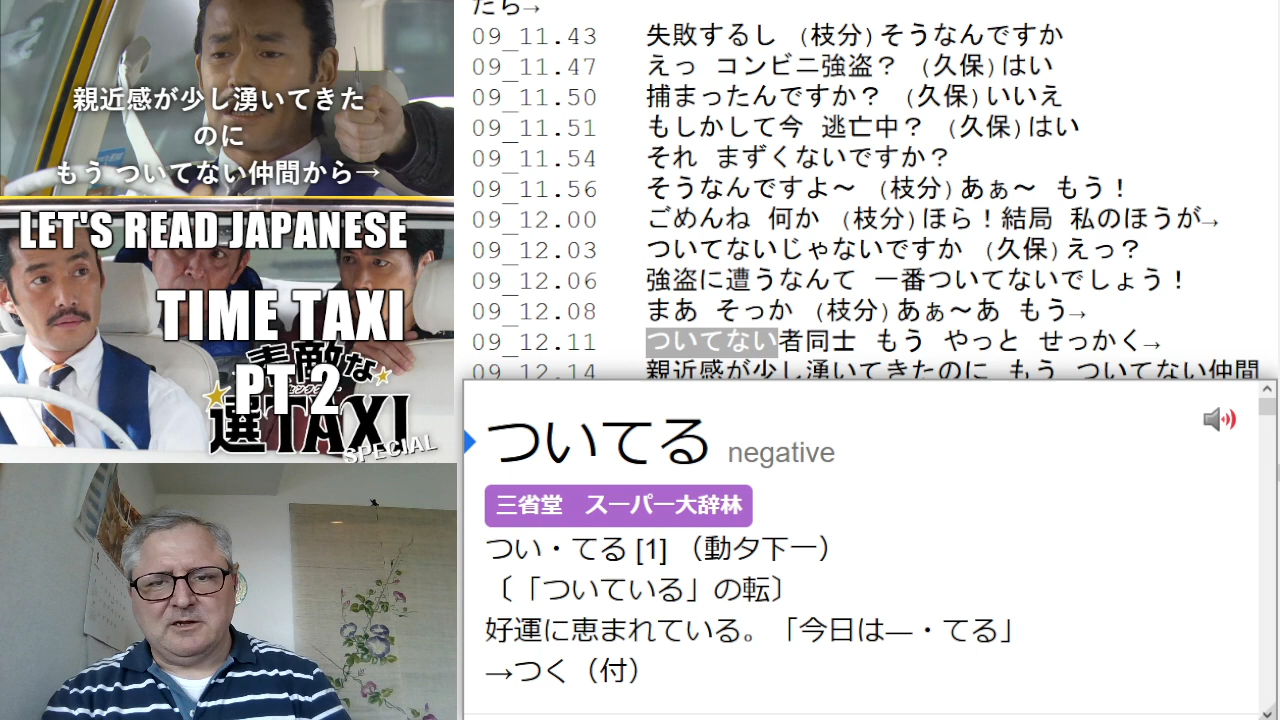 親近感が少し湧いてきた
のに
もう ついてない仲間から→
LET'S READ JAPANESE
TIME TAXI
PT 2
素敵な
選TAXI
SPECIAL
たら→
09_11.43 失敗するし (枝分)そうなんですか
09_11.47 えっ コンビニ強盗? (久保)はい
09_11.50 捕まったんですか? (久保)いいえ
09_11.51 もしかして今 逃亡中? (久保)はい
09_11.54 それ まずくないですか?
09_11.56 そうなんですよ~ (枝分)あぁ~ もう!
09_12.00 ごめんね 何か (枝分)ほら!結局 私のほうが→
09_12.03 ついてないじゃないですか (久保)えっ?
09_12.06 強盗に遭うなんて 一番ついてないでしょう!
09_12.08 まあ そっか (枝分)あぁ~あ もう→
09_12.11 ついてない者同士 もう やっと せっかく→
09_12.14 親近感が少し湧いてきたのに もう ついてない仲間
ついてる negative
三省堂 スーパー大辞林
つい・てる [1] (動タ下一)
〔「ついている」の転〕
好運に恵まれている。「今日は―・てる」
→つく(付)